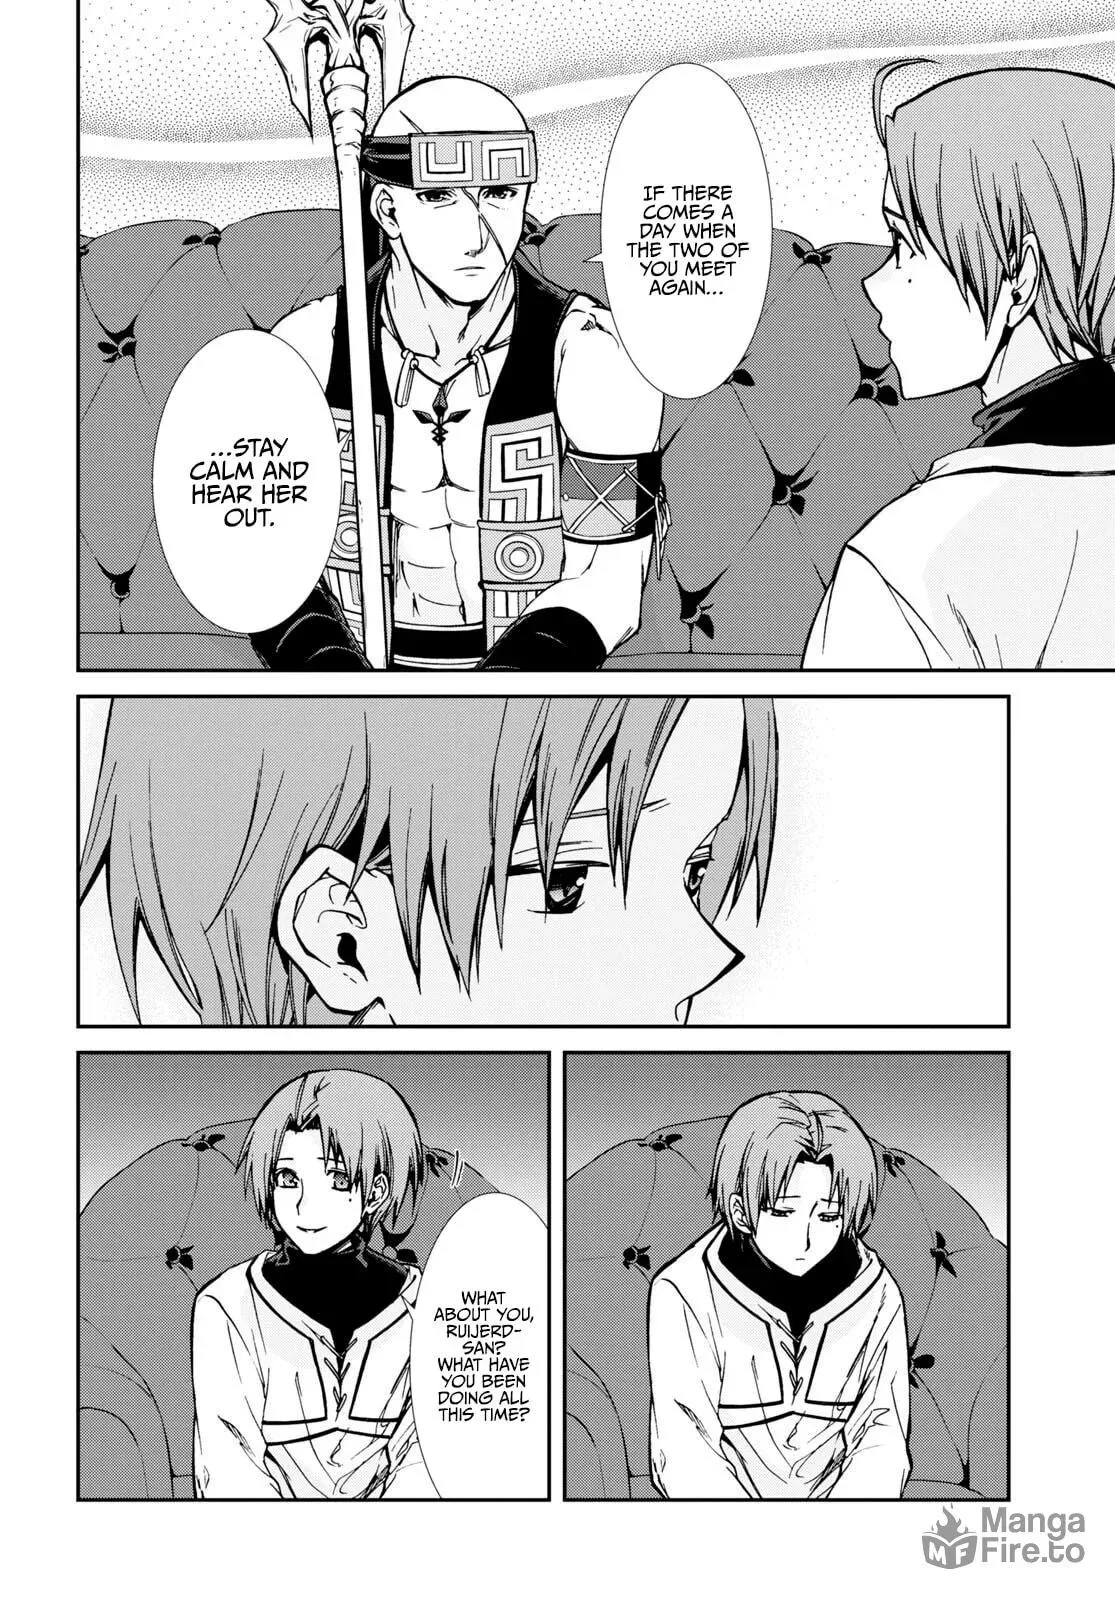 IF THERE
COMES A
DAY WHEN
THE TWO OF
YOU MEET
AGAIN...
...STAY
CALM AND
HEAR HER
OUT.
WHAT
ABOUT YOU,
RUIJERD-
SAN?
WHAT HAVE
YOU BEEN
DOING ALL
THIS TIME?
MF
Manga
Fire.to